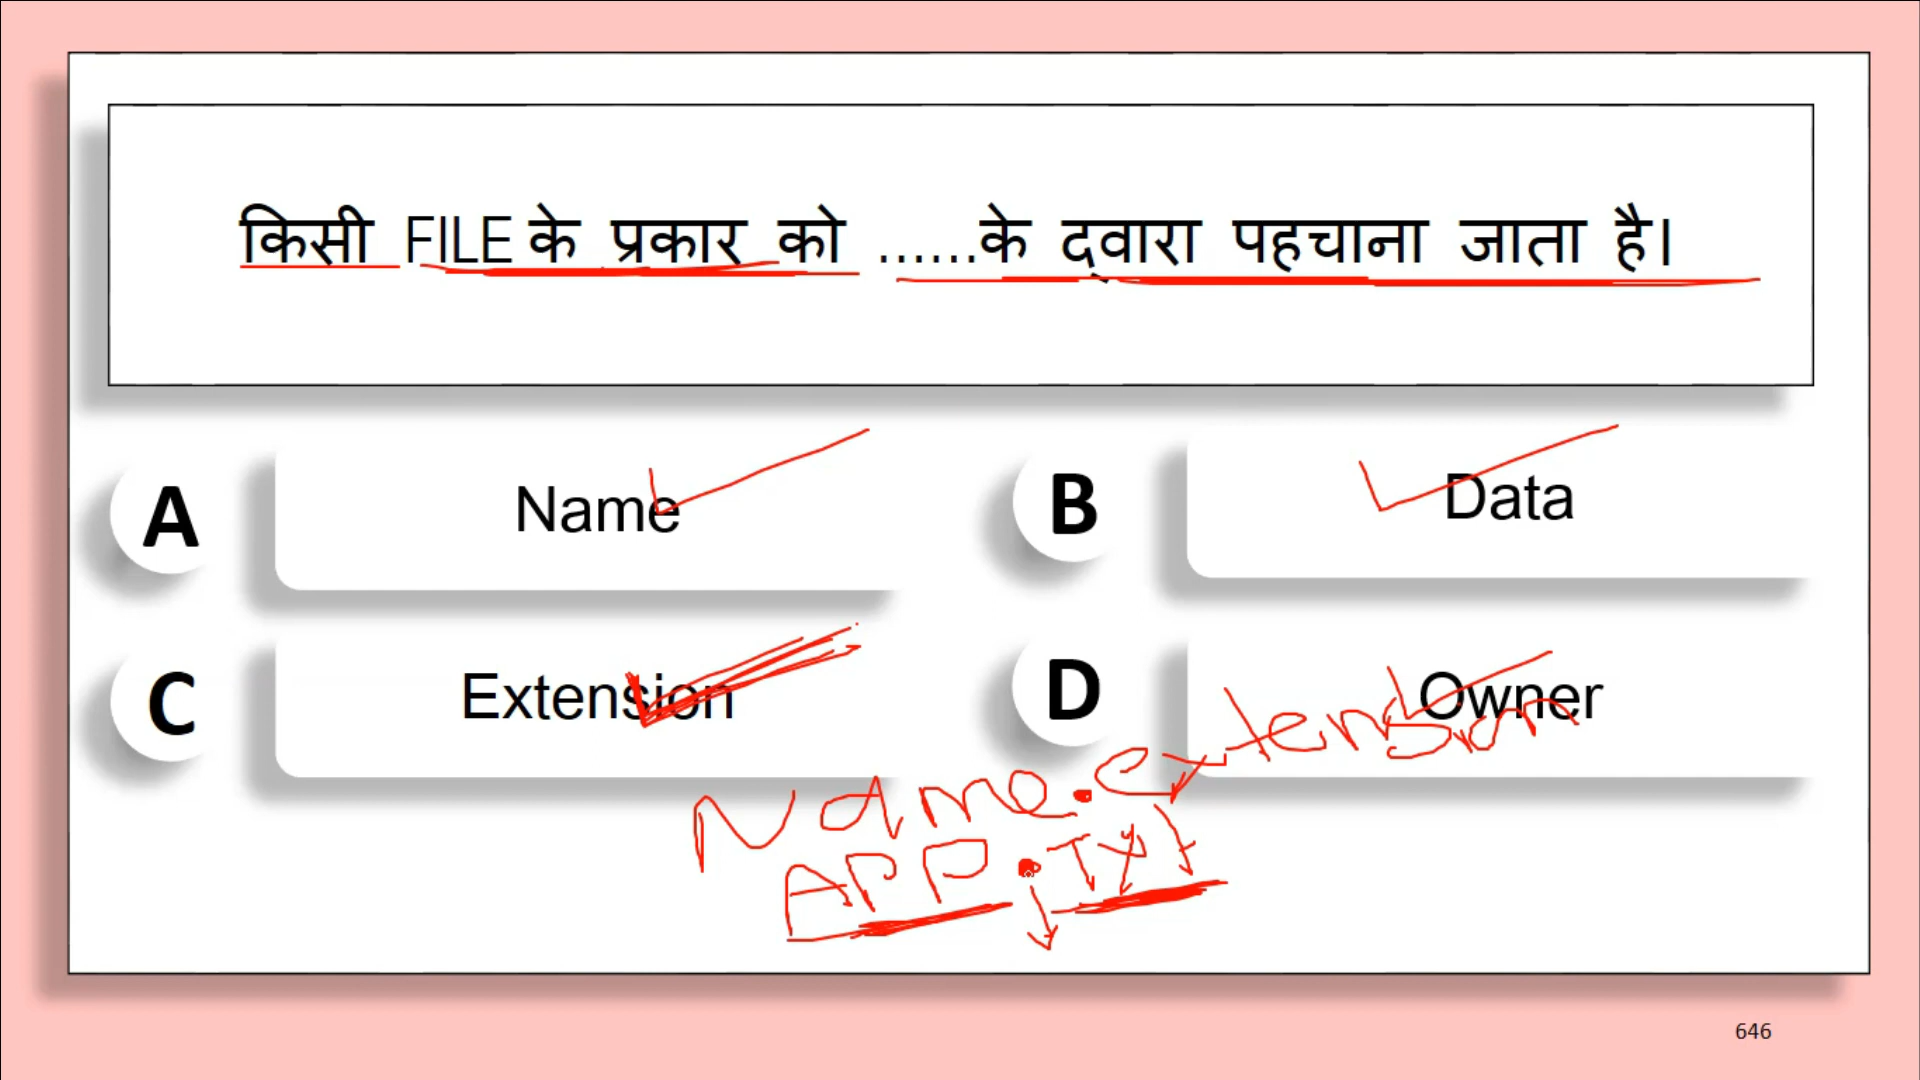 किसी FILE के प्रकार को ......के द्वारा पहचाना जाता है।
A Name
B Data
C Extension
D Owner
Name.extension
APP.Txt
646